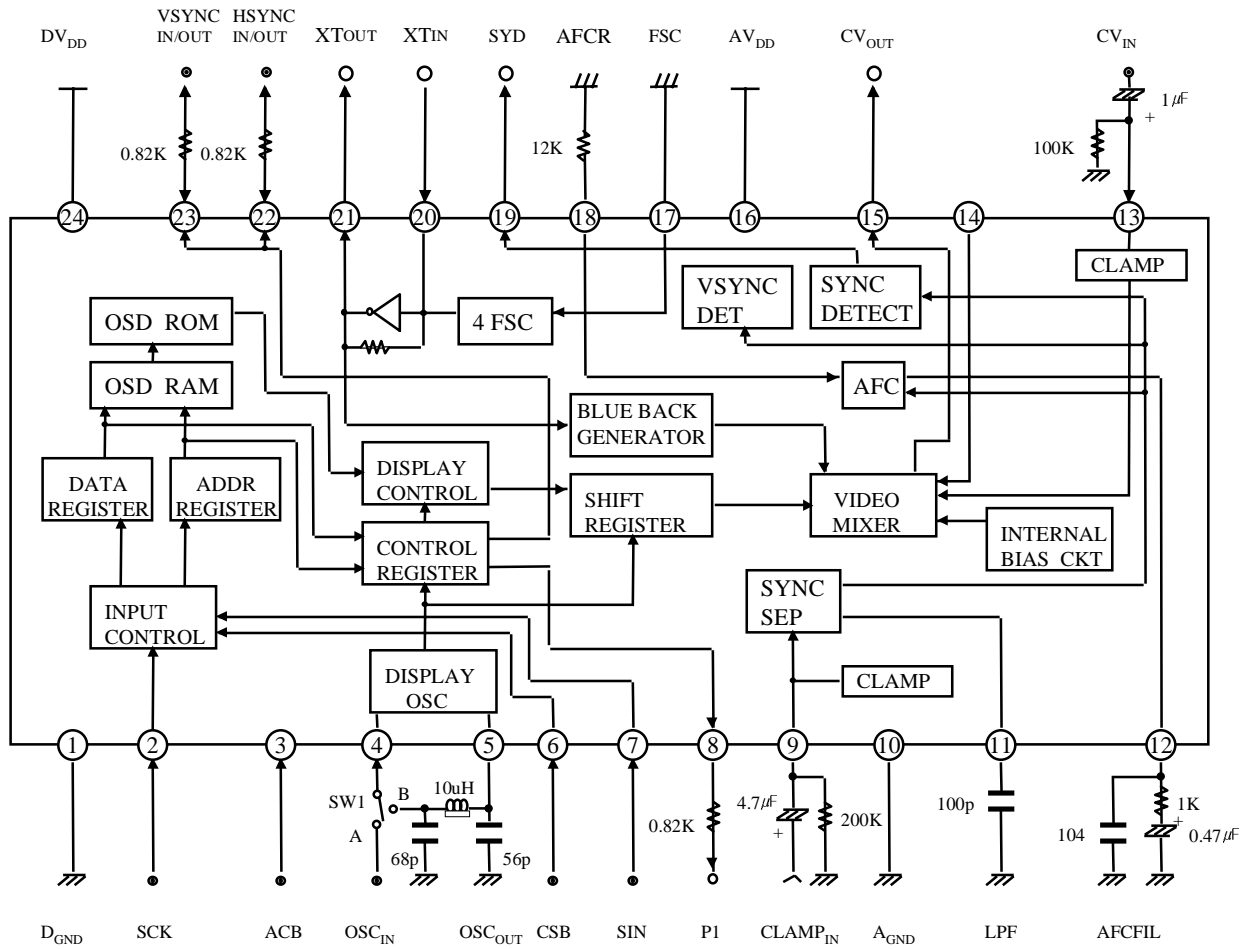 DV_DD
VSYNC
IN/OUT
HSYNC
IN/OUT
XTOUT
XTIN
SYD
AFCR
FSC
AV_DD
CV_OUT
CV_IN
1㎌
+
0.82K
0.82K
12K
100K
24
23
22
21
20
19
18
17
16
15
14
13
CLAMP
OSD ROM
4 FSC
VSYNC
DET
SYNC
DETECT
OSD RAM
AFC
BLUE BACK
GENERATOR
DATA
REGISTER
ADDR
REGISTER
DISPLAY
CONTROL
SHIFT
REGISTER
VIDEO
MIXER
CONTROL
REGISTER
INTERNAL
BIAS CKT
INPUT
CONTROL
SYNC
SEP
DISPLAY
OSC
CLAMP
1
2
3
4
5
6
7
8
9
10
11
12
SW1
B
A
10uH
68p
56p
0.82K
4.7㎌
+
200K
100p
104
1K
+
0.47㎌
D_GND
SCK
ACB
OSC_IN
OSC_OUT
CSB
SIN
P1
CLAMP_IN
A_GND
LPF
AFCFIL